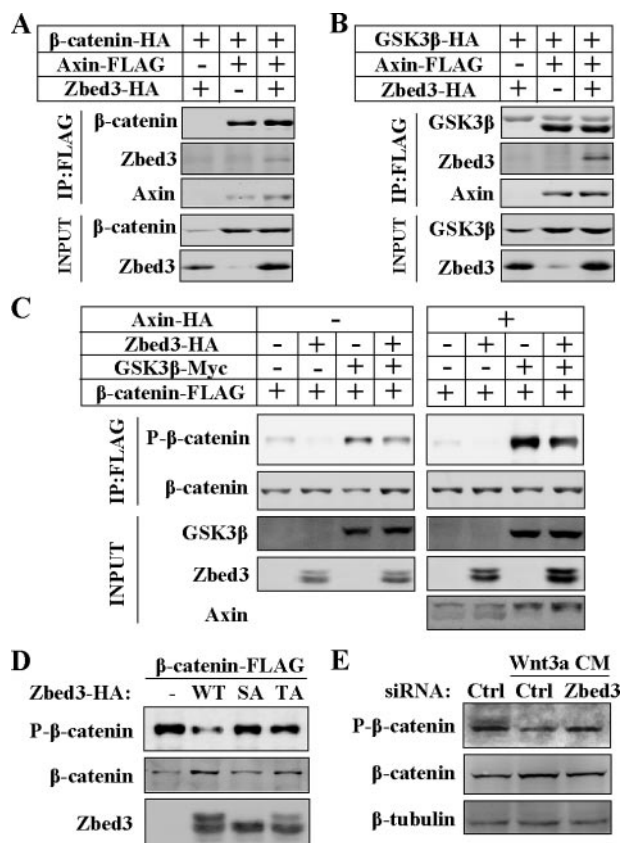 A
β-catenin-HA + + +
Axin-FLAG - + +
Zbed3-HA + - +
IP:FLAG
β-catenin
Zbed3
Axin
INPUT
β-catenin
Zbed3
B
GSK3β-HA + + +
Axin-FLAG - + +
Zbed3-HA + - +
IP:FLAG
GSK3β
Zbed3
Axin
INPUT
GSK3β
Zbed3
C
Axin-HA - +
Zbed3-HA - + - + - + - +
GSK3β-Myc - - + + - - + +
β-catenin-FLAG + + + + + + + +
IP:FLAG
P-β-catenin
β-catenin
INPUT
GSK3β
Zbed3
Axin
D
β-catenin-FLAG
Zbed3-HA: - WT SA TA
P-β-catenin
β-catenin
Zbed3
E
Wnt3a CM
siRNA: Ctrl Ctrl Zbed3
P-β-catenin
β-catenin
β-tubulin